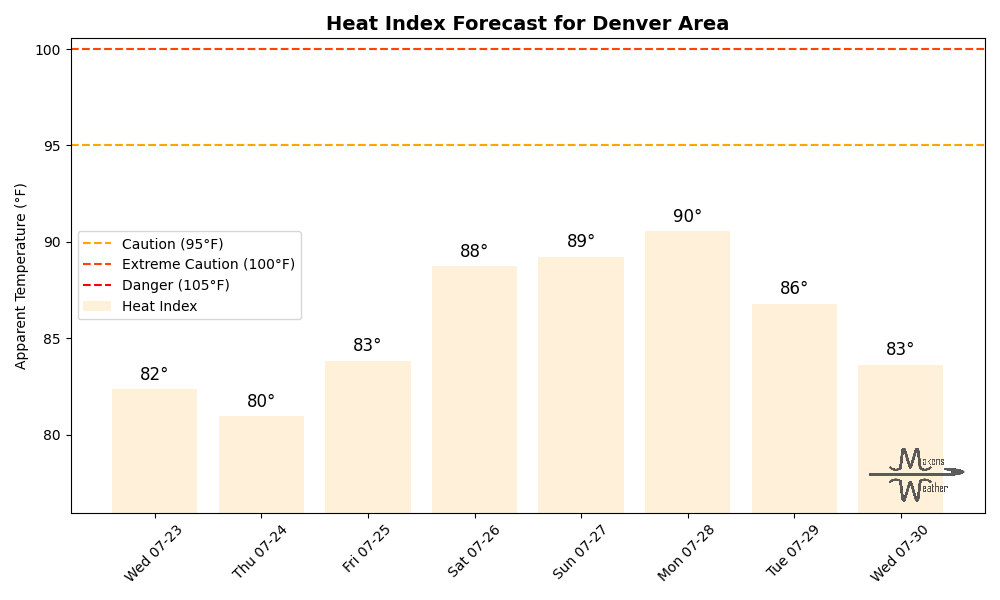 Heat Index Forecast for Denver Area
100
95
90
85
80
Apparent Temperature (°F)
Caution (95°F)
Extreme Caution (100°F)
Danger (105°F)
Heat Index
82°
80°
83°
88°
89°
90°
86°
83°
Wed 07-23
Thu 07-24
Fri 07-25
Sat 07-26
Sun 07-27
Mon 07-28
Tue 07-29
Wed 07-30
Weather